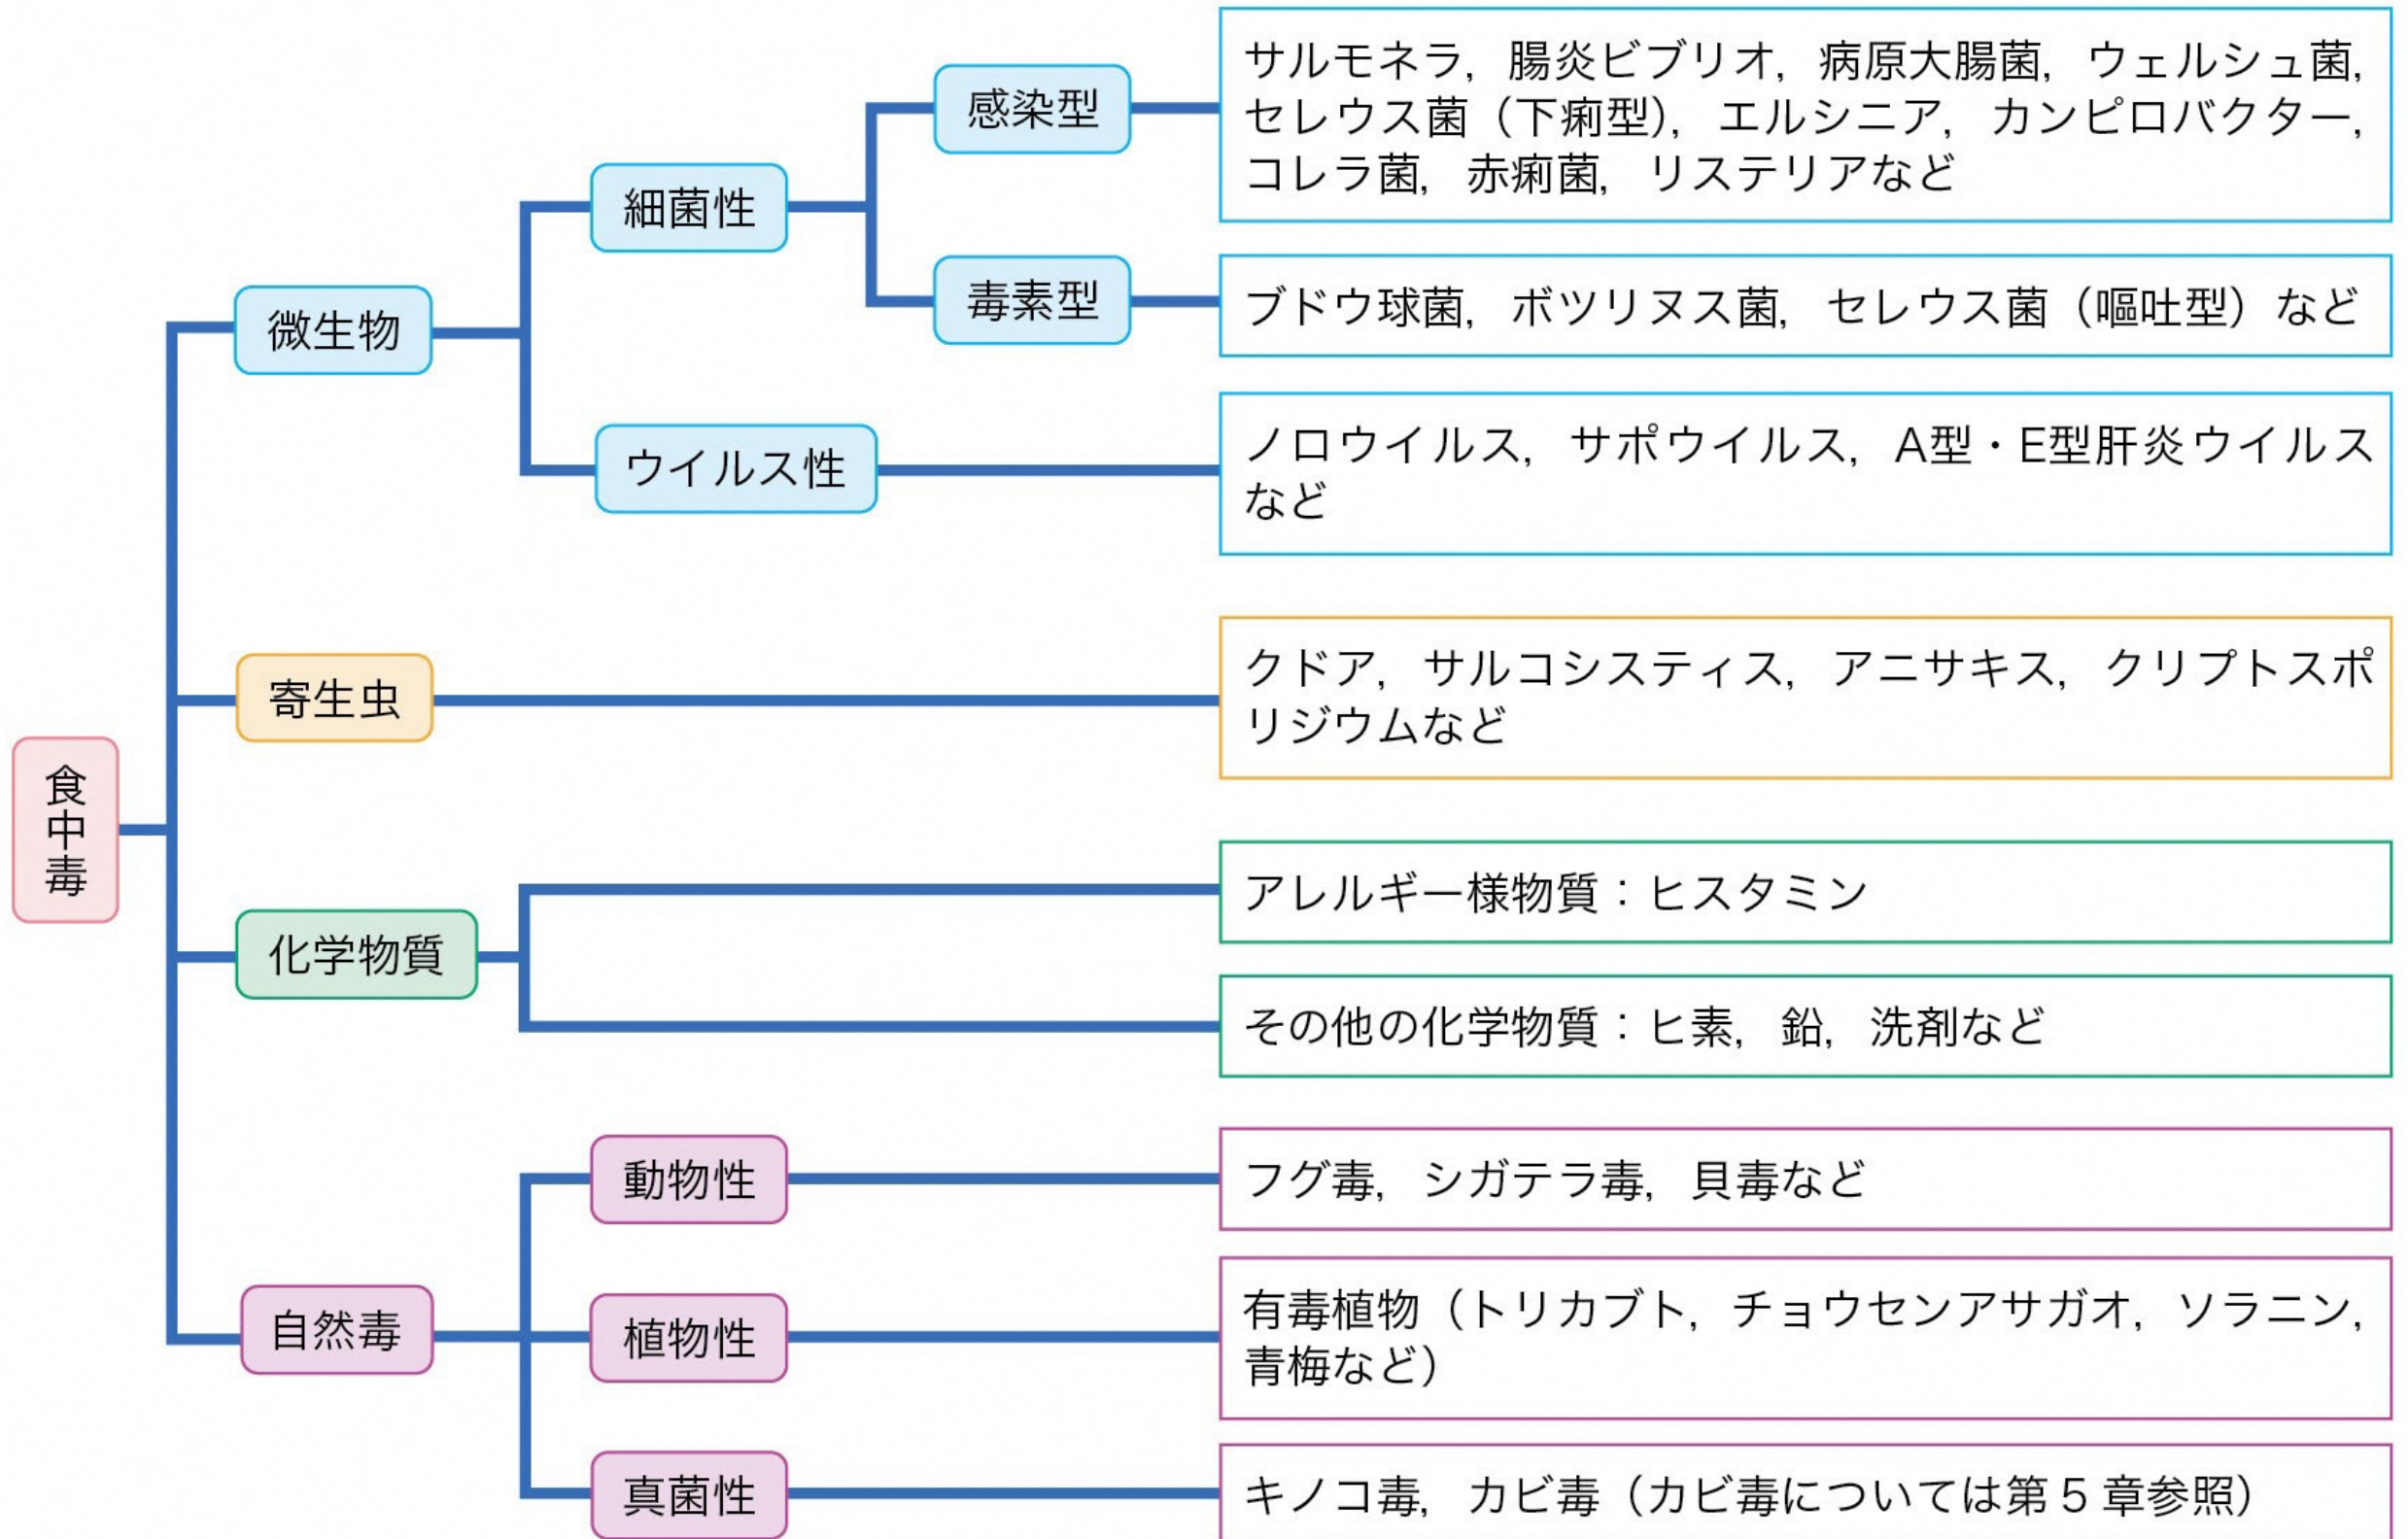 サルモネラ，腸炎ビブリオ，病原大腸菌，ウェルシュ菌，
セレウス菌（下痢型），エルシニア，カンピロバクター，
コレラ菌，赤痢菌，リステリアなど
感染型
細菌性
毒素型
ブドウ球菌，ボツリヌス菌，セレウス菌（嘔吐型）など
微生物
ウイルス性
ノロウイルス，サポウイルス，A型・E型肝炎ウイルス
など
寄生虫
クドア，サルコシスティス，アニサキス，クリプトスポ
リジウムなど
食中毒
化学物質
アレルギー様物質：ヒスタミン
その他の化学物質：ヒ素，鉛，洗剤など
自然毒
動物性
フグ毒，シガテラ毒，貝毒など
植物性
有毒植物（トリカブト，チョウセンアサガオ，ソラニン，
青梅など）
真菌性
キノコ毒，カビ毒（カビ毒については第5章参照）